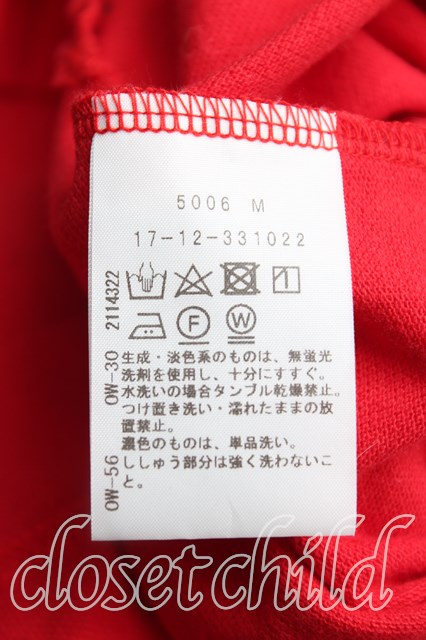 5006 M
17-12-331022
F
W
2114322
OW-30
OW-56
生成・淡色系のものは、無蛍光
洗剤を使用し、十分にすすぐ。
水洗いの場合タンブル乾燥禁止。
つけ置き洗い・濡れたままの放
置禁止。
濃色のものは、単品洗い。
ししゅう部分は強く洗わないこ
と。
closet child